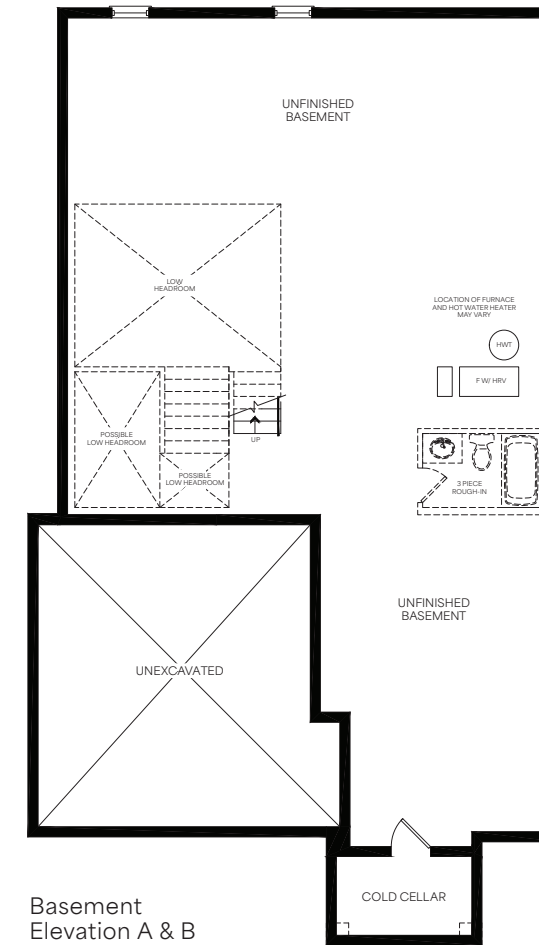 UNFINISHED
BASEMENT
LOW
HEADROOM
LOCATION OF FURNACE
AND HOT WATER HEATER
MAY VARY
HWT
F W/ HRV
UP
POSSIBLE
LOW HEADROOM
POSSIBLE
LOW HEADROOM
3 PIECE
ROUGH-IN
UNFINISHED
BASEMENT
UNEXCAVATED
COLD CELLAR
Basement
Elevation A & B